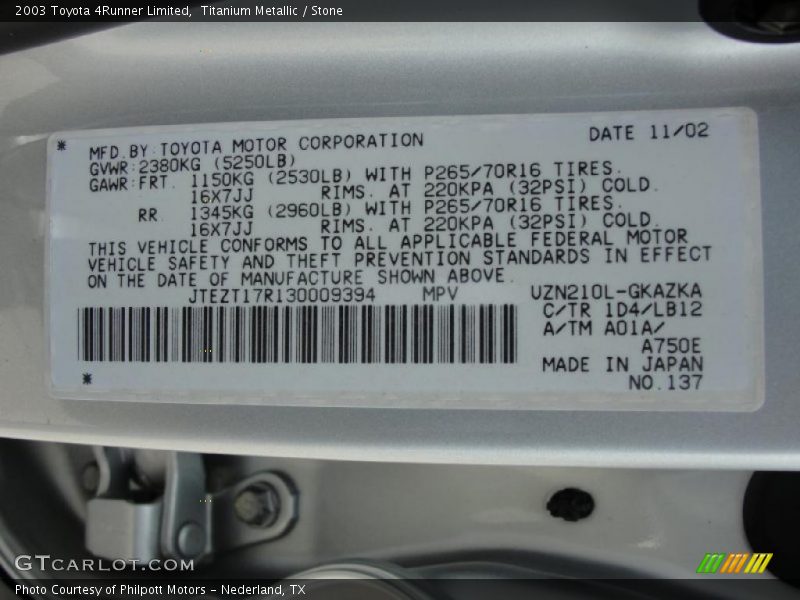 2003 Toyota 4Runner Limited,  Titanium Metallic / Stone
* MFD.BY:TOYOTA MOTOR CORPORATION DATE 11/02
GVWR:2380KG (5250LB)
GAWR:FRT. 1150KG (2530LB) WITH P265/70R16 TIRES.
16X7JJ RIMS. AT 220KPA (32PSI) COLD.
RR. 1345KG (2960LB) WITH P265/70R16 TIRES.
16X7JJ RIMS. AT 220KPA (32PSI) COLD.
THIS VEHICLE CONFORMS TO ALL APPLICABLE FEDERAL MOTOR
VEHICLE SAFETY AND THEFT PREVENTION STANDARDS IN EFFECT
ON THE DATE OF MANUFACTURE SHOWN ABOVE.
JTEZT17R130009394 MPV UZN210L-GKAZKA
C/TR 1D4/LB12
A/TM A01A/
A750E
MADE IN JAPAN
* NO.137
GTCARLOT.COM
Photo Courtesy of Philpott Motors - Nederland, TX